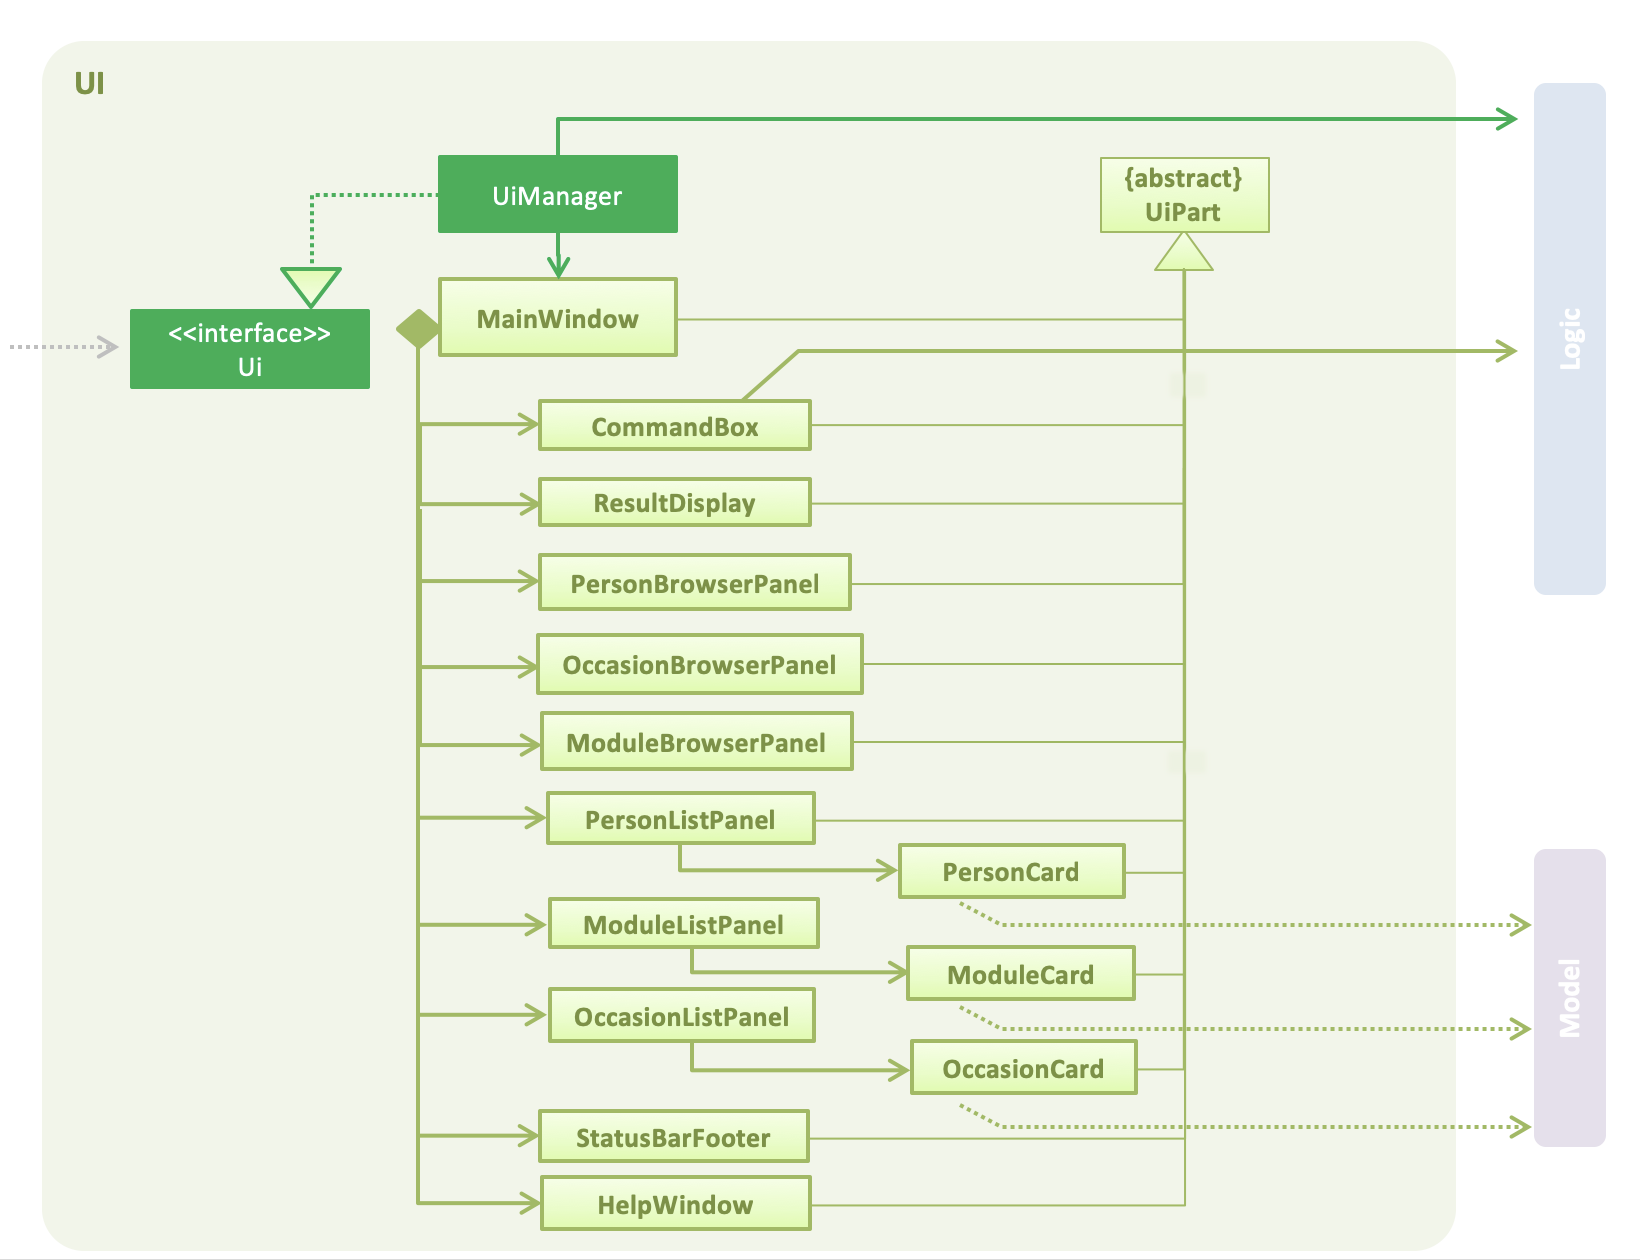 UI
UiManager
{abstract}
UiPart
<<interface>>
Ui
MainWindow
Logic
CommandBox
ResultDisplay
PersonBrowserPanel
OccasionBrowserPanel
ModuleBrowserPanel
PersonListPanel
PersonCard
ModuleListPanel
ModuleCard
Model
OccasionListPanel
OccasionCard
StatusBarFooter
HelpWindow